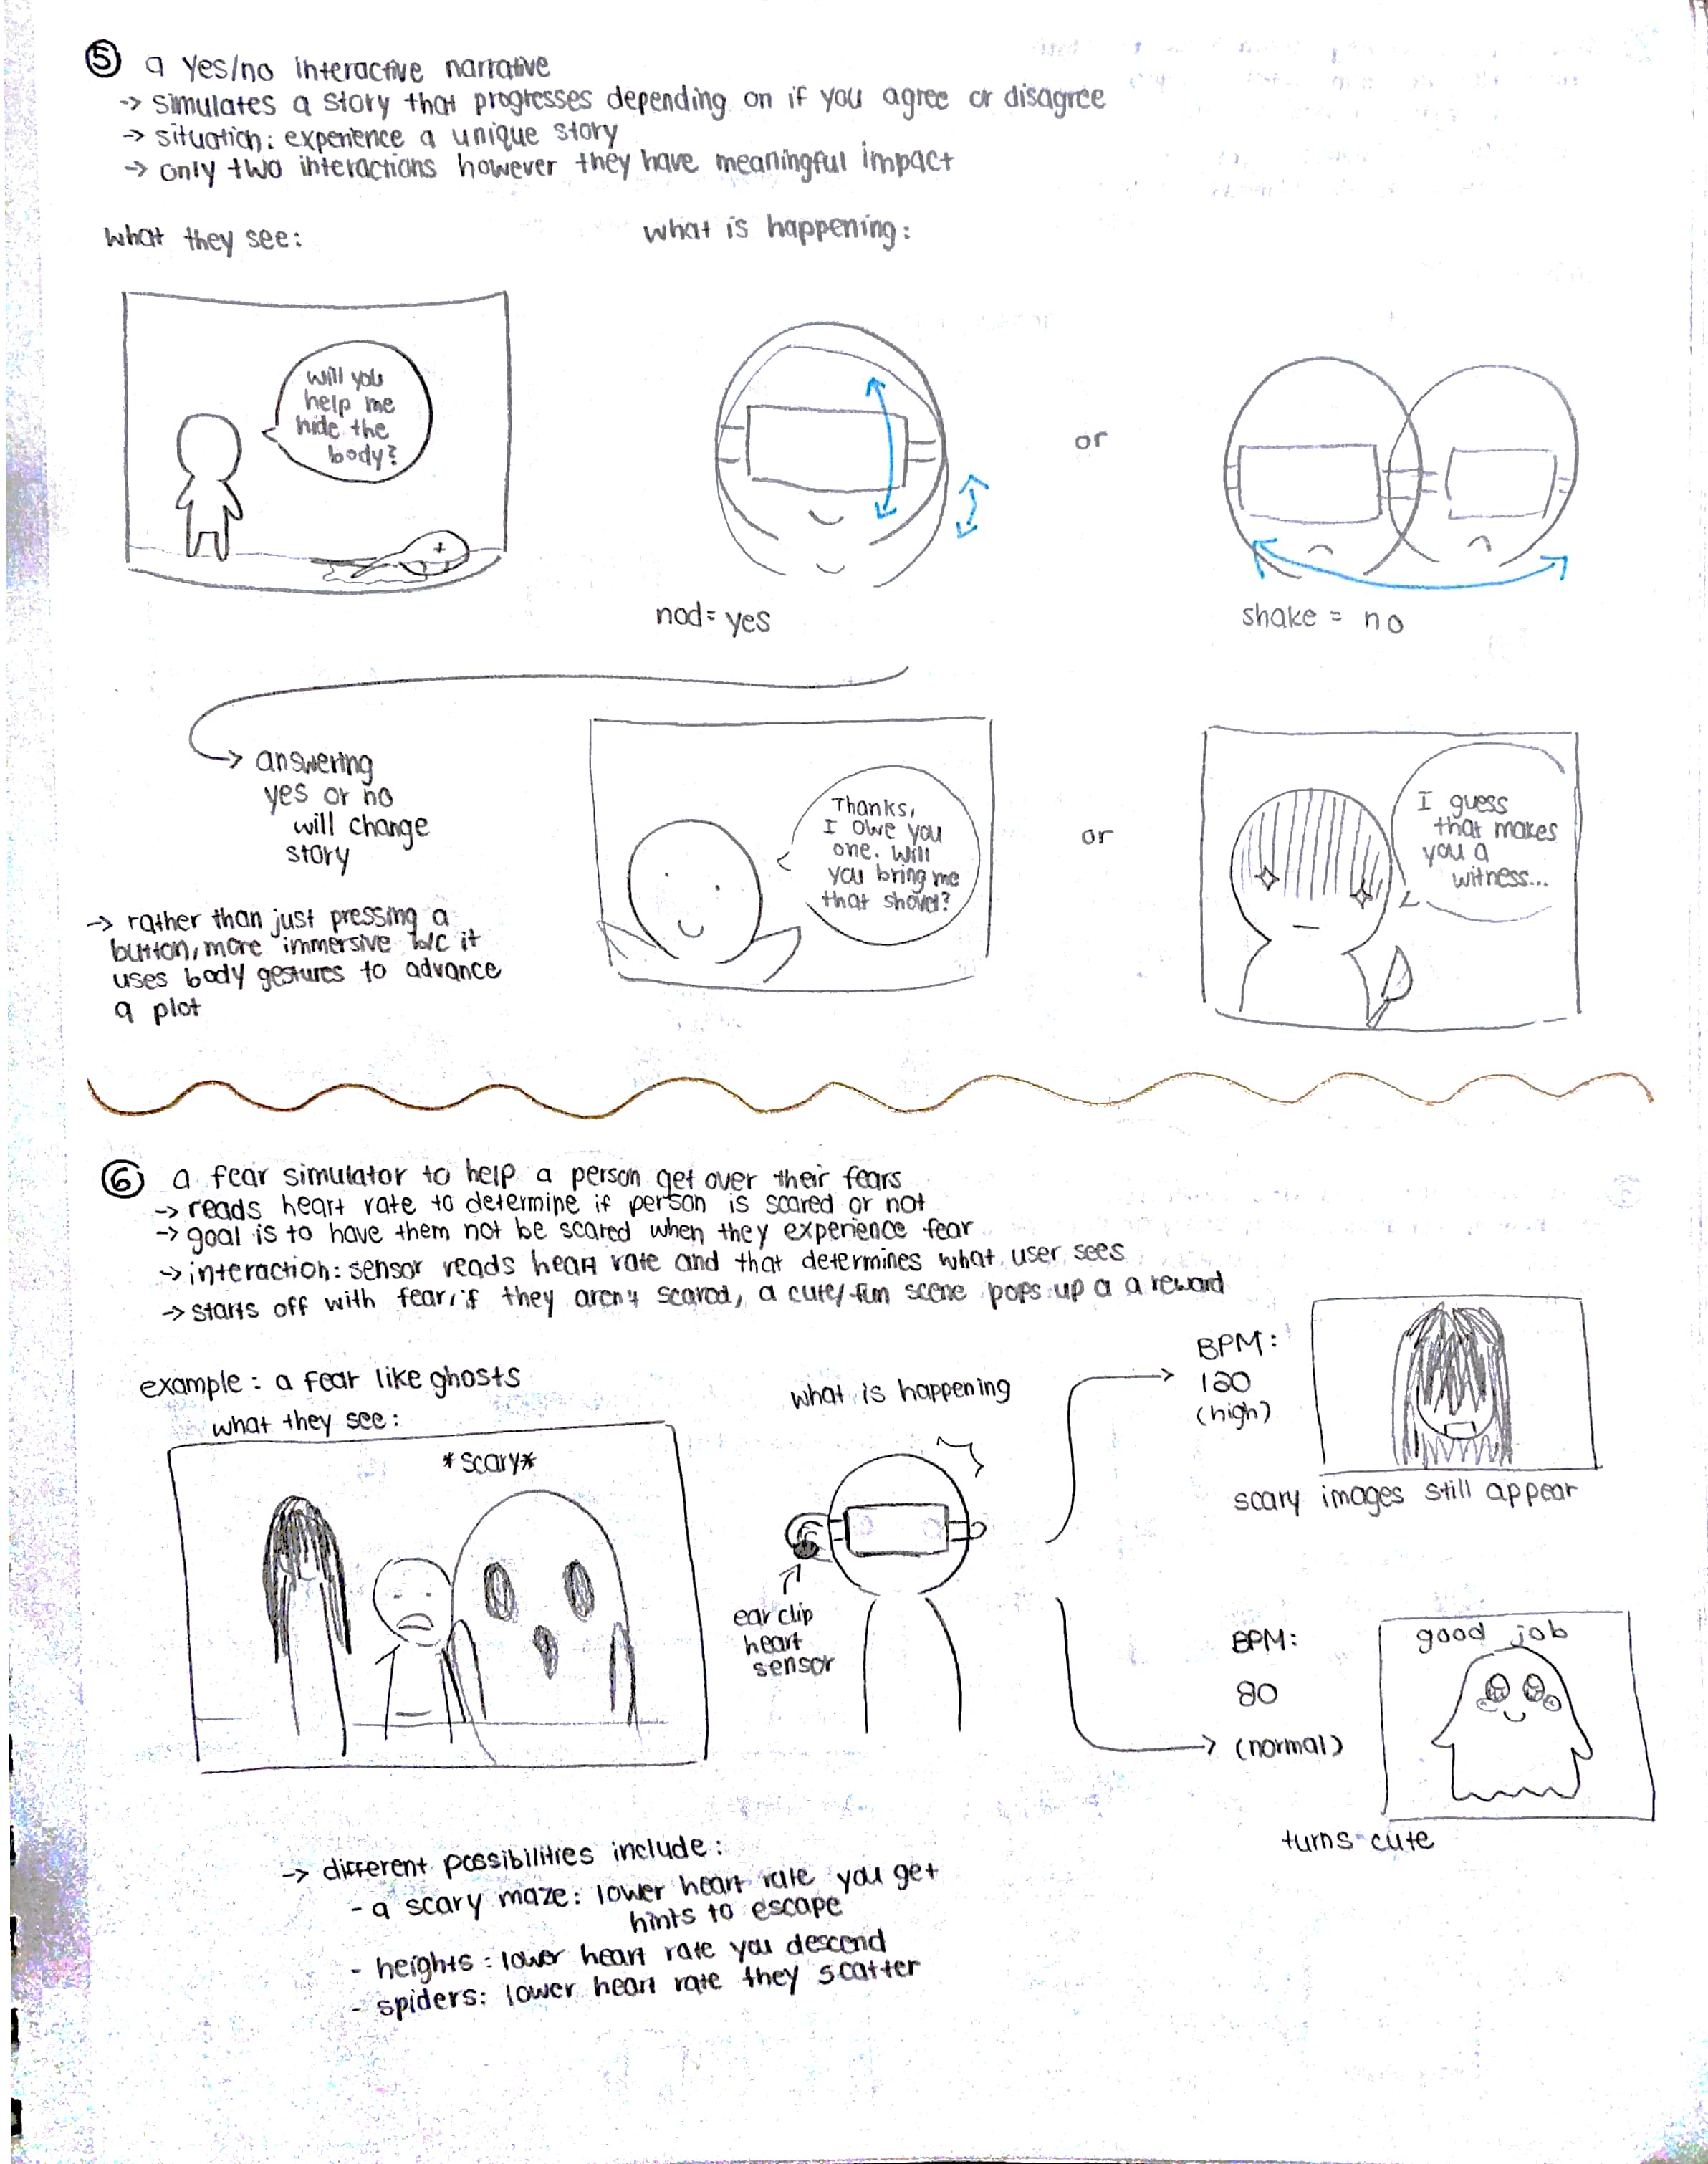 ⑤ a yes/no interactive narrative
-> simulates a story that progresses depending on if you agree or disagree
-> situation: experience a unique story
-> only two interactions however they have meaningful impact
what they see:
what is happening:
will you
help me
hide the
body?
or
nod = yes
shake = no
-> answering
yes or no
will change
story
Thanks,
I owe you
one. Will
you bring me
that shovel?
or
I guess
that makes
you a
witness...
-> rather than just pressing a
button, more immersive b/c it
uses body gestures to advance
a plot
⑥ a fear simulator to help a person get over their fears
-> reads heart rate to determine if person is scared or not
-> goal is to have them not be scared when they experience fear
-> interaction: sensor reads heart rate and that determines what user sees
-> starts off with fear, if they aren't scared, a cute/fun scene pops up a a reward
example: a fear like ghosts
what they see:
*scary*
what is happening
ear clip
heart
sensor
BPM:
120
(high)
scary images still appear
BPM:
80
(normal)
good job
turns cute
-> different possibilities include:
- a scary maze: lower heart rate you get
hints to escape
- heights: lower heart rate you descend
- spiders: lower heart rate they scatter